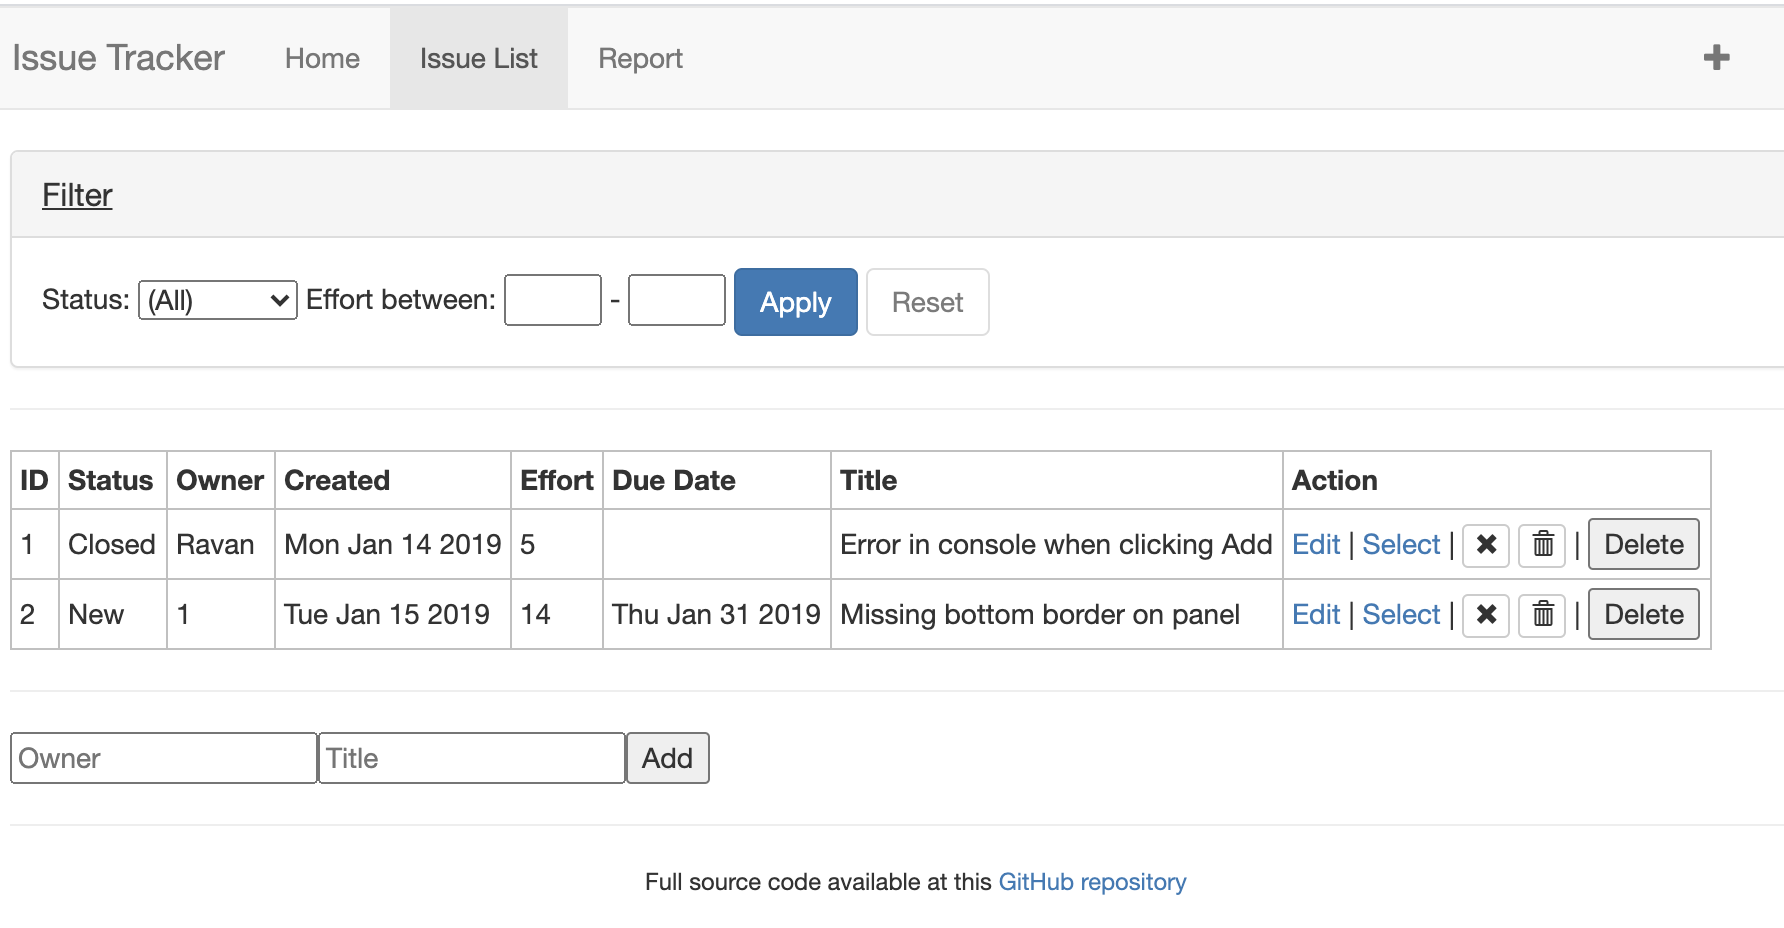 Issue Tracker Home Issue List Report
Filter
Status: (All) Effort between: - Apply Reset
ID Status Owner Created Effort Due Date Title Action
1 Closed Ravan Mon Jan 14 2019 5 Error in console when clicking Add Edit | Select | | Delete
2 New 1 Tue Jan 15 2019 14 Thu Jan 31 2019 Missing bottom border on panel Edit | Select | | Delete
Owner Title Add
Full source code available at this GitHub repository